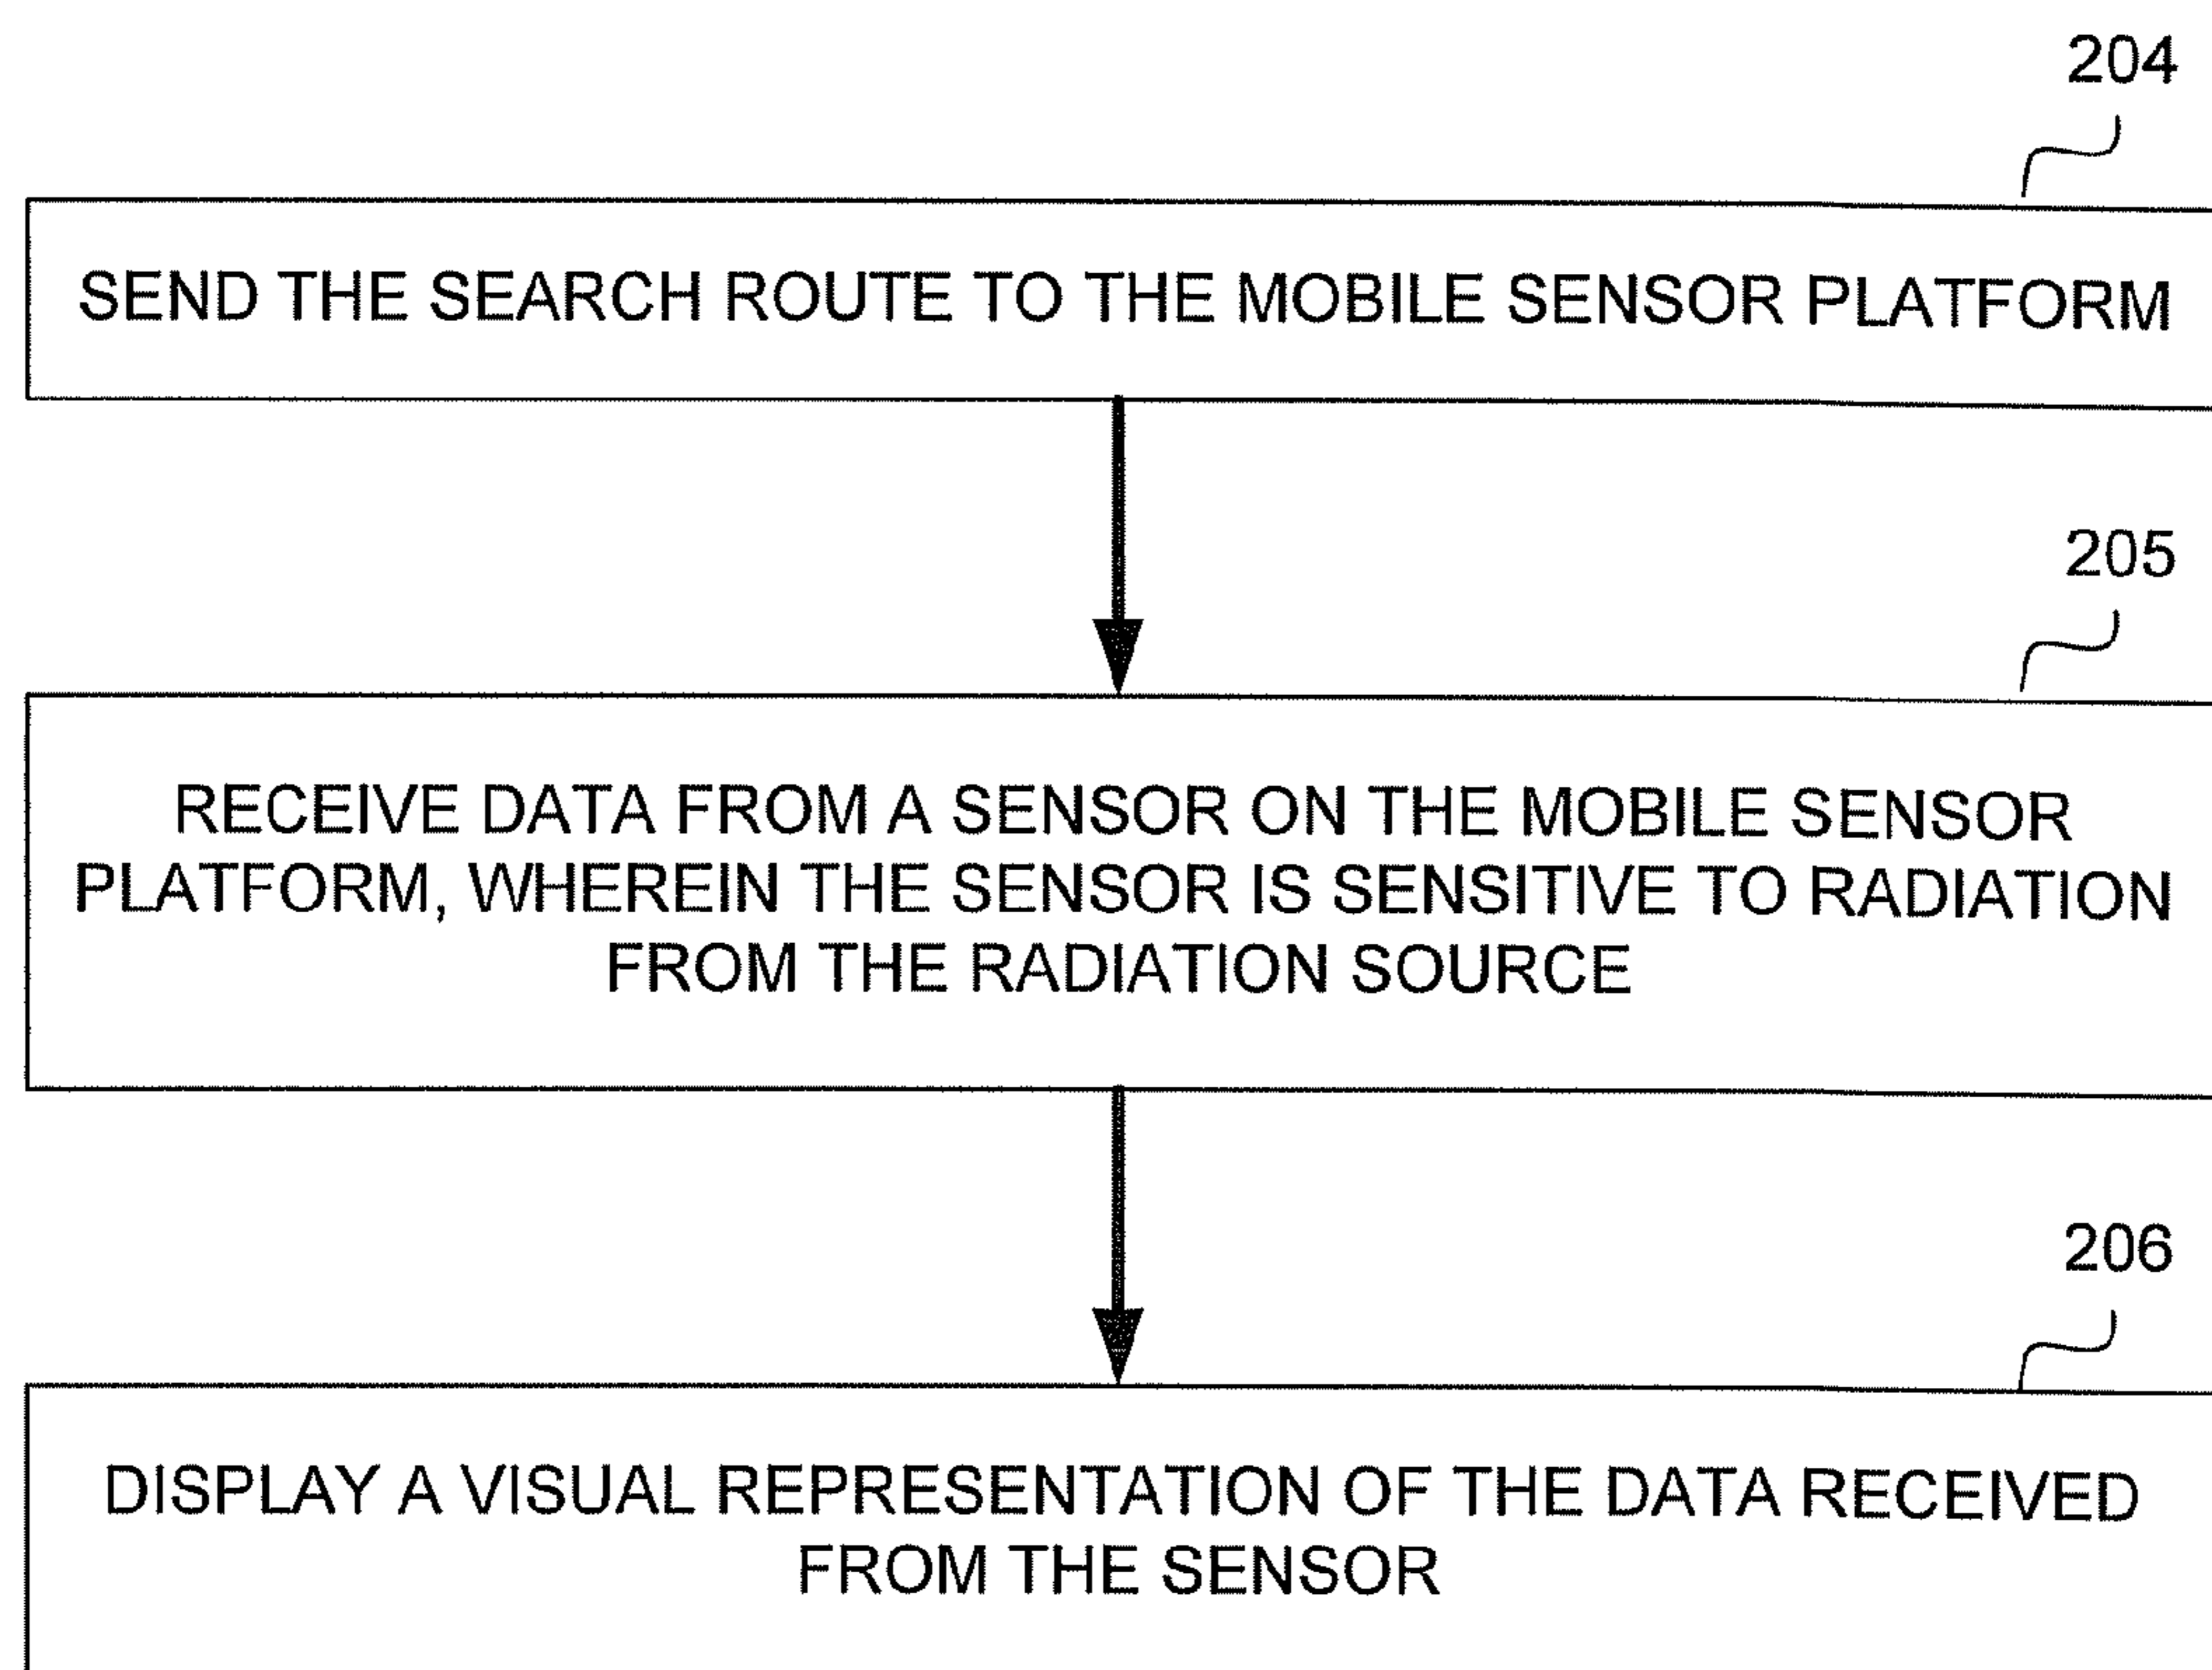 204
SEND THE SEARCH ROUTE TO THE MOBILE SENSOR PLATFORM
205
RECEIVE DATA FROM A SENSOR ON THE MOBILE SENSOR
PLATFORM, WHEREIN THE SENSOR IS SENSITIVE TO RADIATION
FROM THE RADIATION SOURCE
206
DISPLAY A VISUAL REPRESENTATION OF THE DATA RECEIVED
FROM THE SENSOR